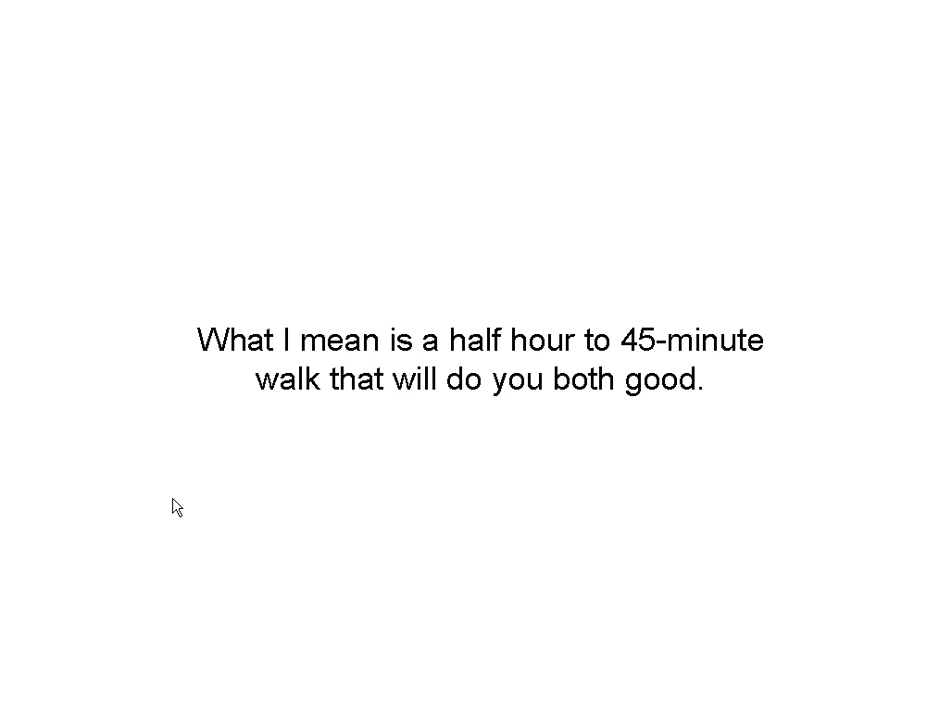 What I mean is a half hour to 45-minute
walk that will do you both good.